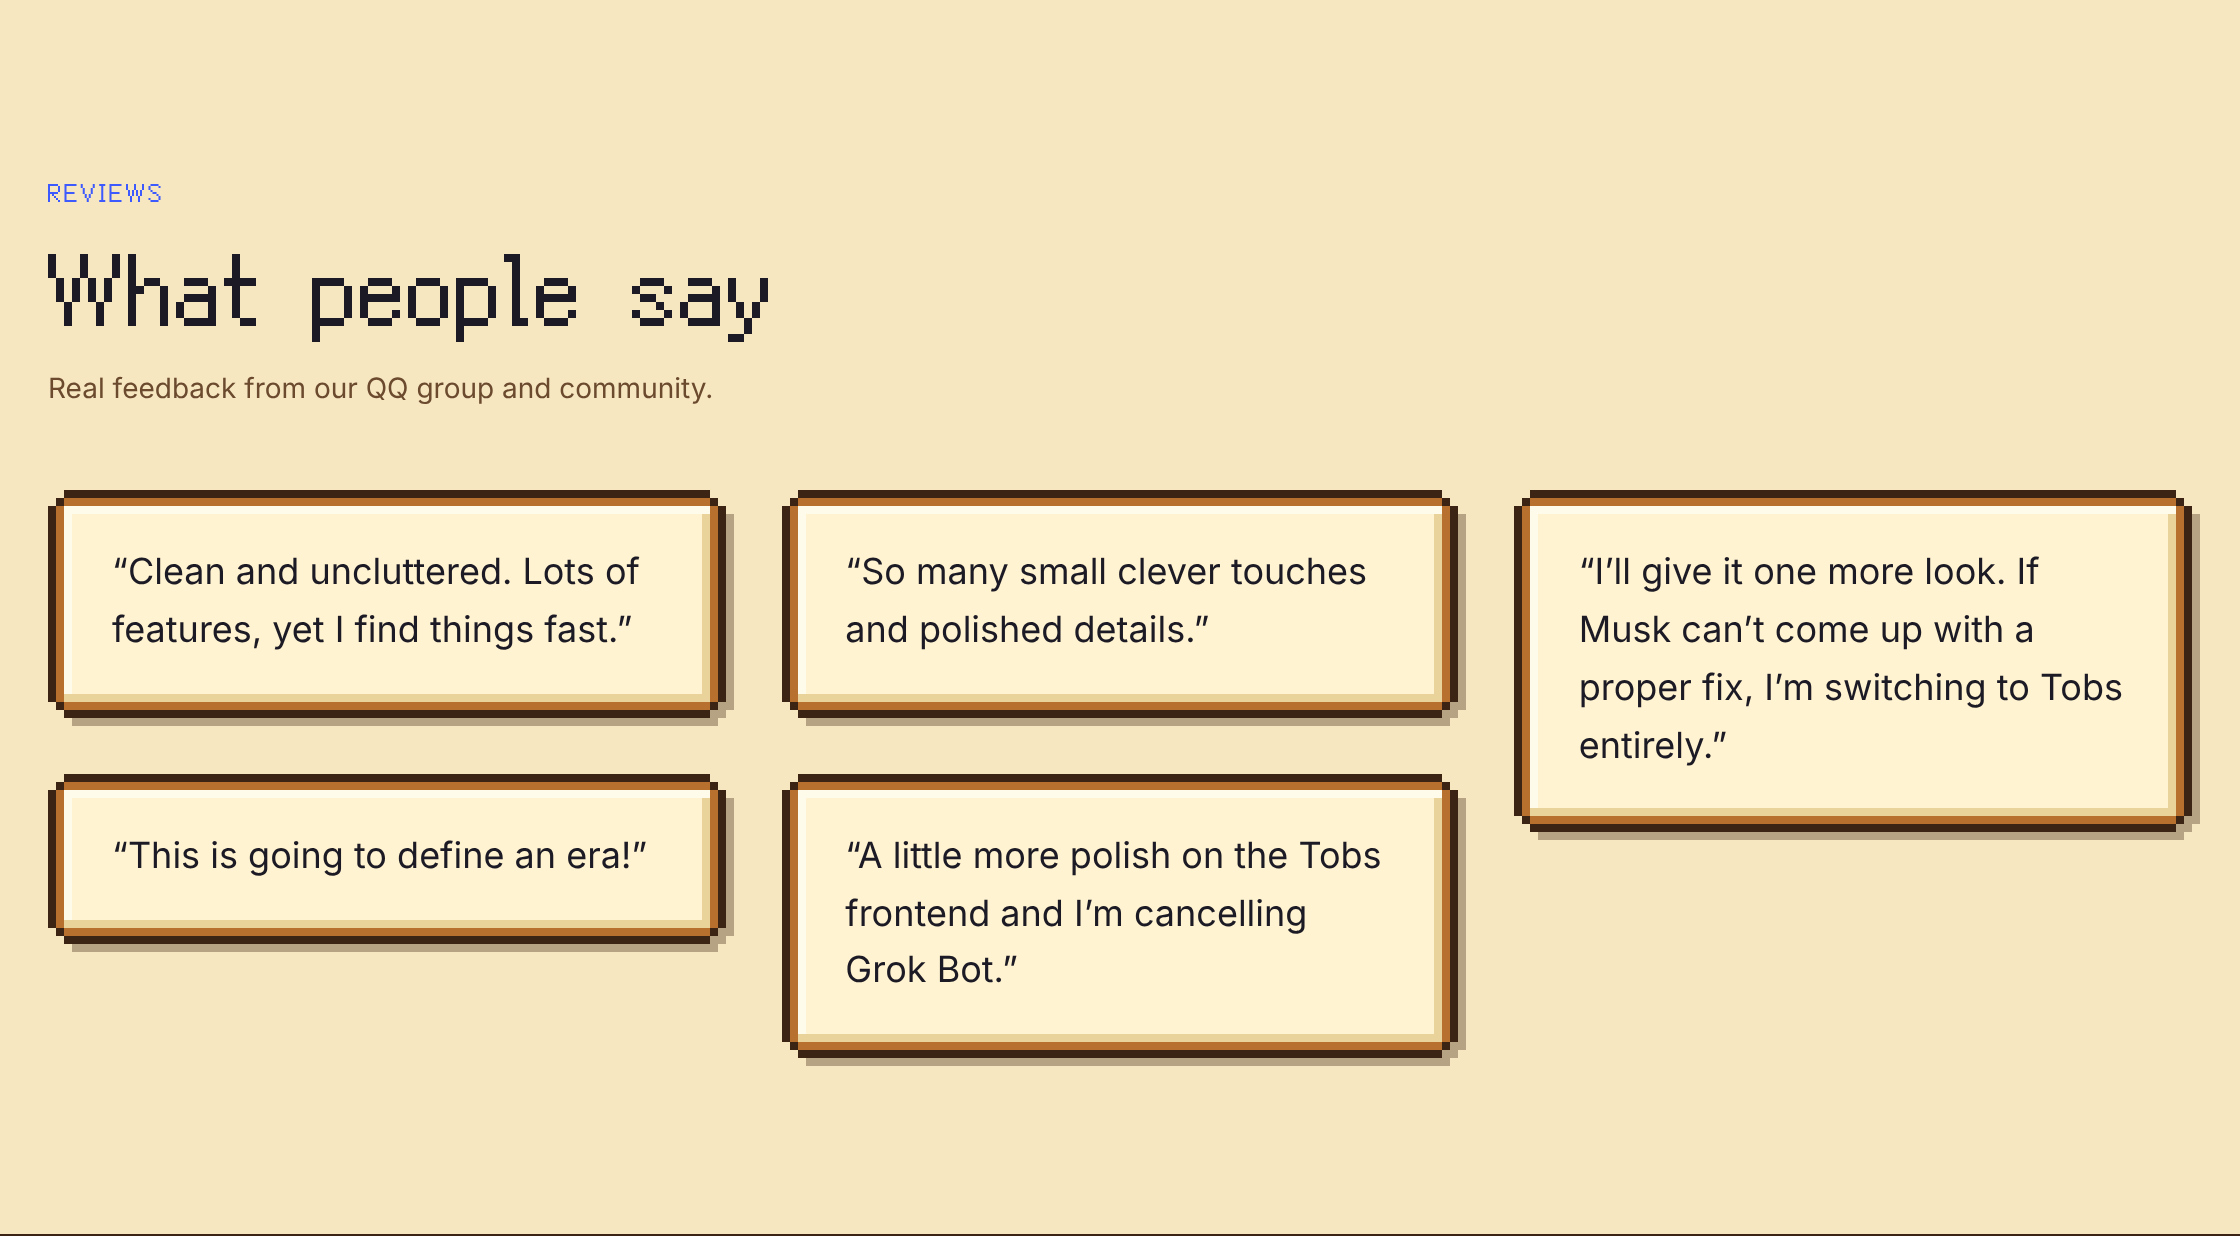 REVIEWS
What people say
Real feedback from our QQ group and community.
“Clean and uncluttered. Lots of
features, yet I find things fast.”
“So many small clever touches
and polished details.”
“I’ll give it one more look. If
Musk can’t come up with a
proper fix, I’m switching to Tobs
entirely.”
“This is going to define an era!”
“A little more polish on the Tobs
frontend and I’m cancelling
Grok Bot.”